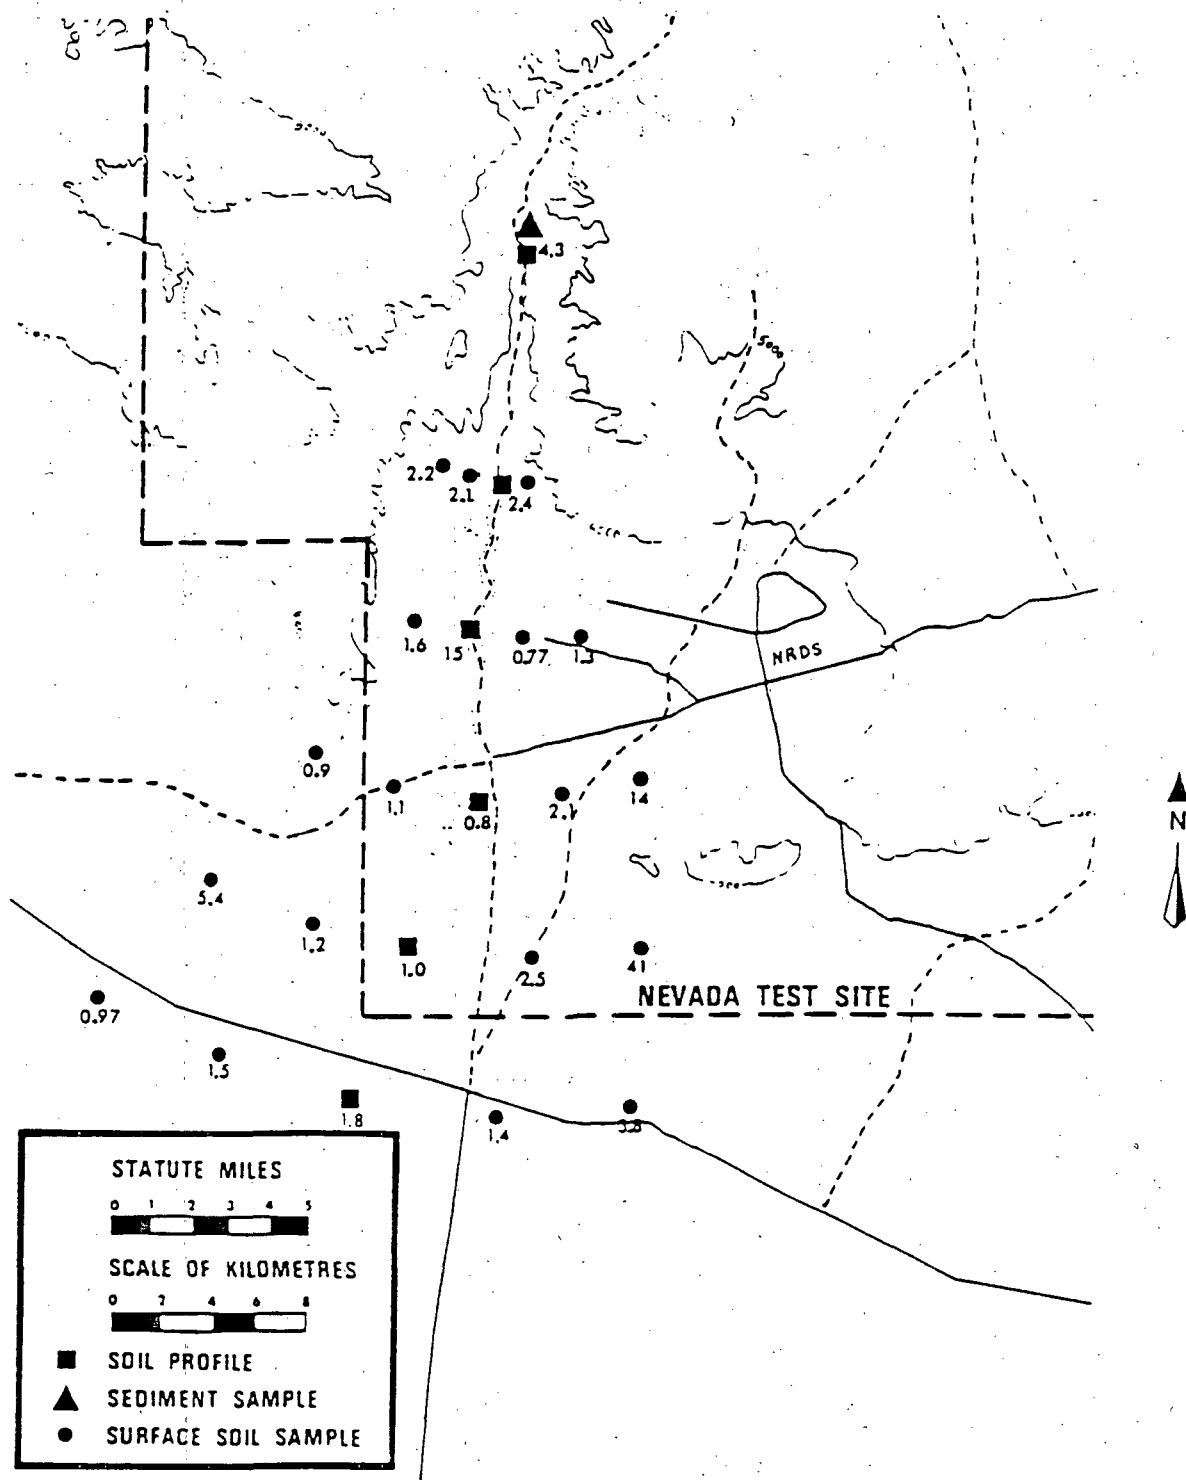 5000
4.3
5000
2.2
2.1
2.4
1.6
15
0.77
1.3
NRDS
0.9
1.1
0.8
2.1
14
N
5.4
1.2
1.0
2.5
41
NEVADA TEST SITE
0.97
1.5
1.8
1.4
3.8
STATUTE MILES
0 1 2 3 4 5
SCALE OF KILOMETRES
0 2 4 6 8
SOIL PROFILE
SEDIMENT SAMPLE
SURFACE SOIL SAMPLE